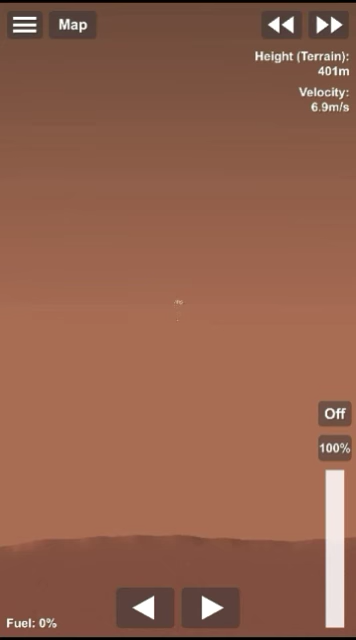 Map
Height (Terrain):
401m
Velocity:
6.9m/s
Off
100%
Fuel: 0%